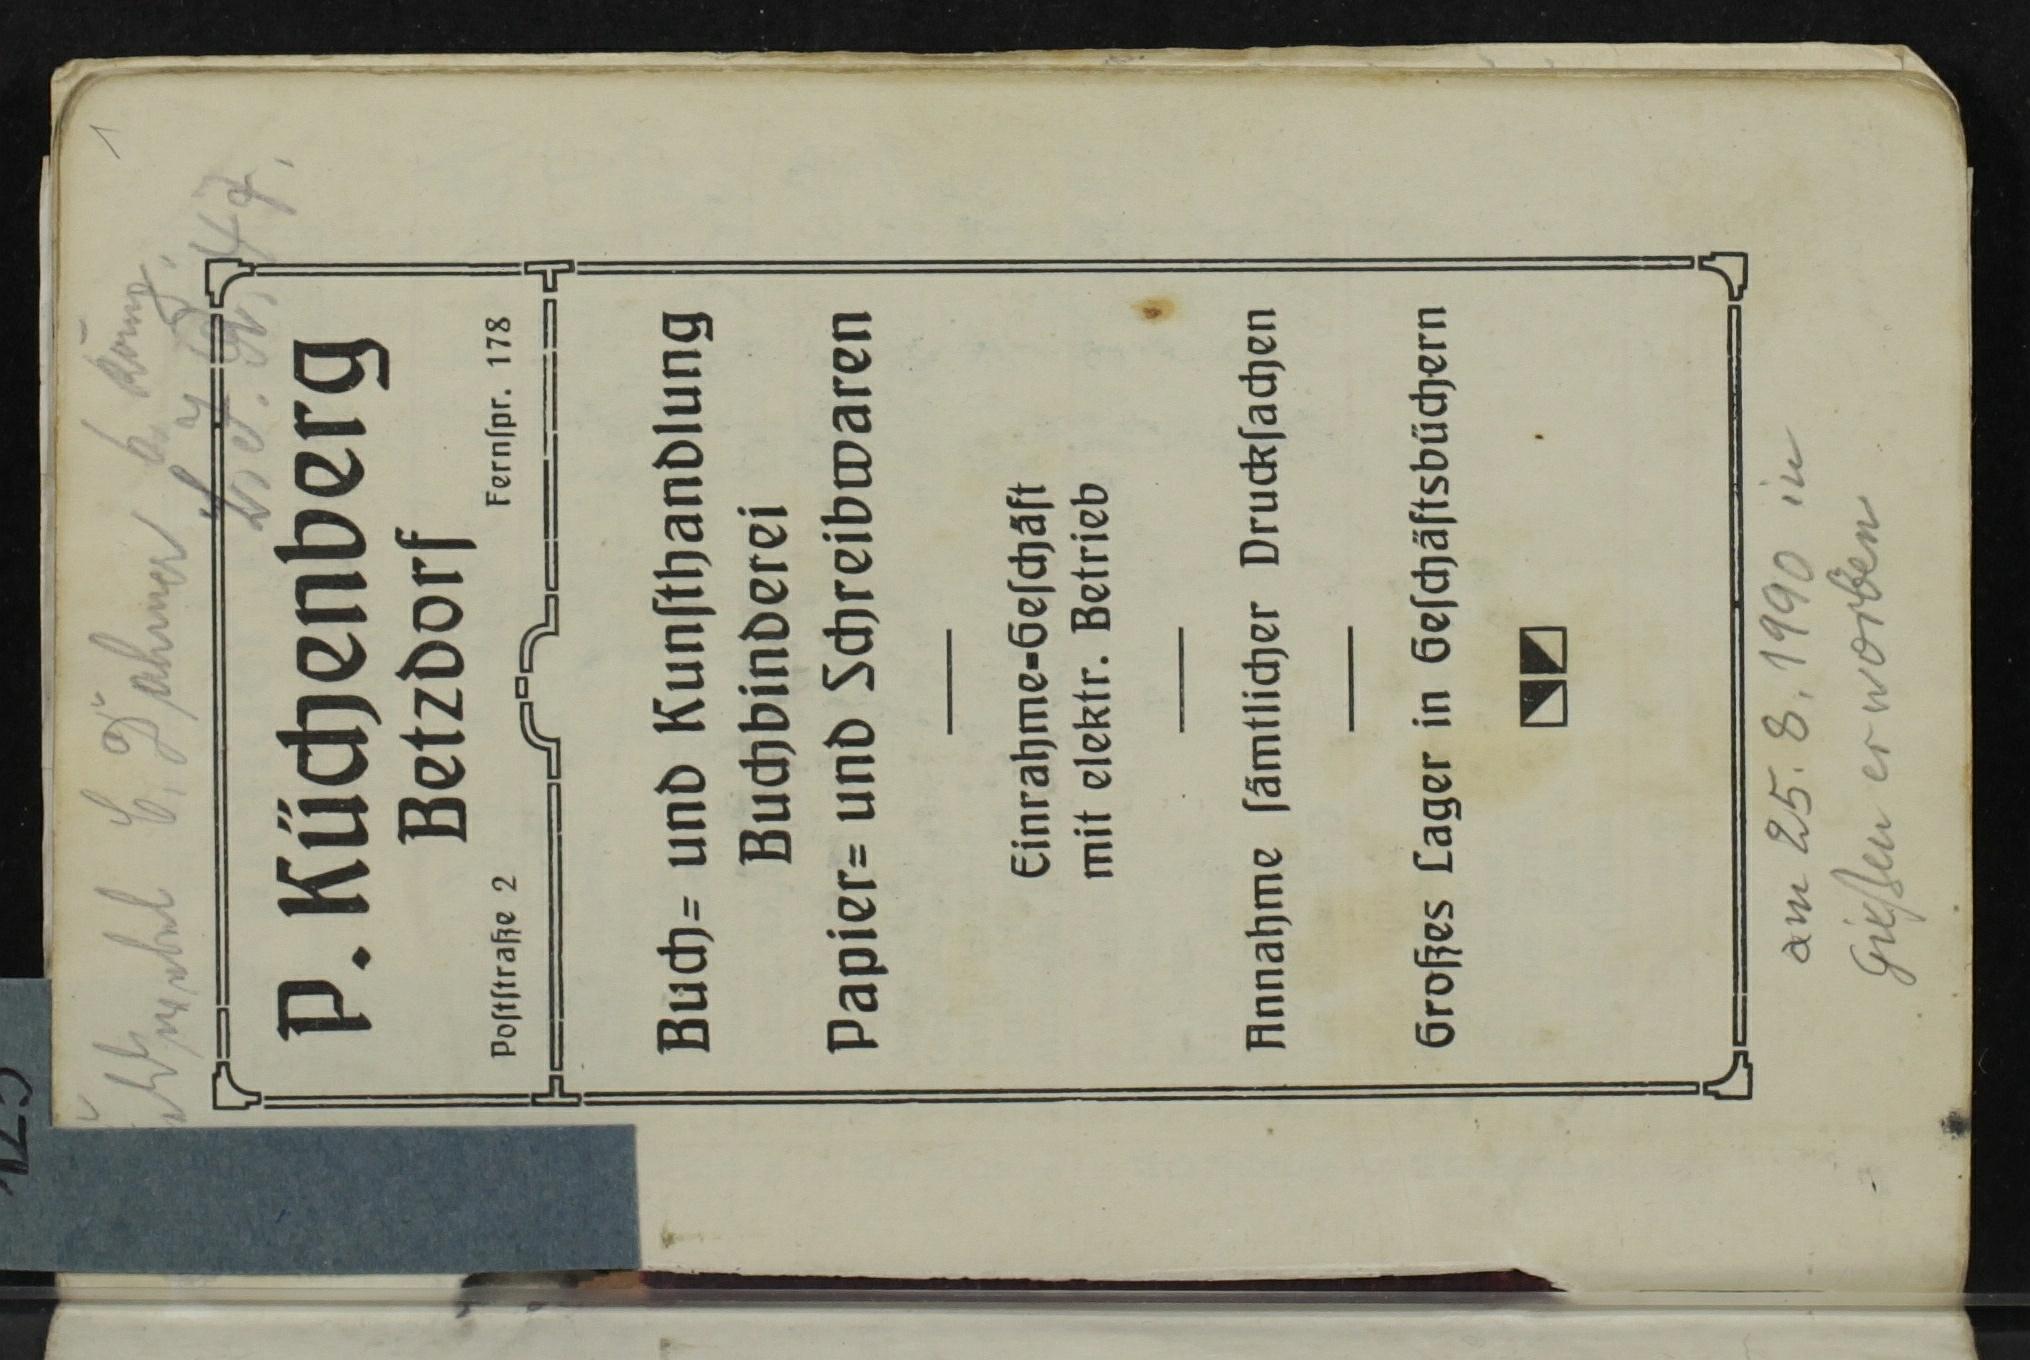 1
P. Küchenberg
Betzdorf
Poſtſtraße 2 Fernſpr. 178
Buch= und Kunſthandlung
Buchbinderei
Papier= und Schreibwaren
Einrahme=Geſchäft
mit elektr. Betrieb
Annahme ſämtlicher Druckſachen
Großes Lager in Geſchäftsbüchern
am 25. 8. 1990 in
Gießen erworben